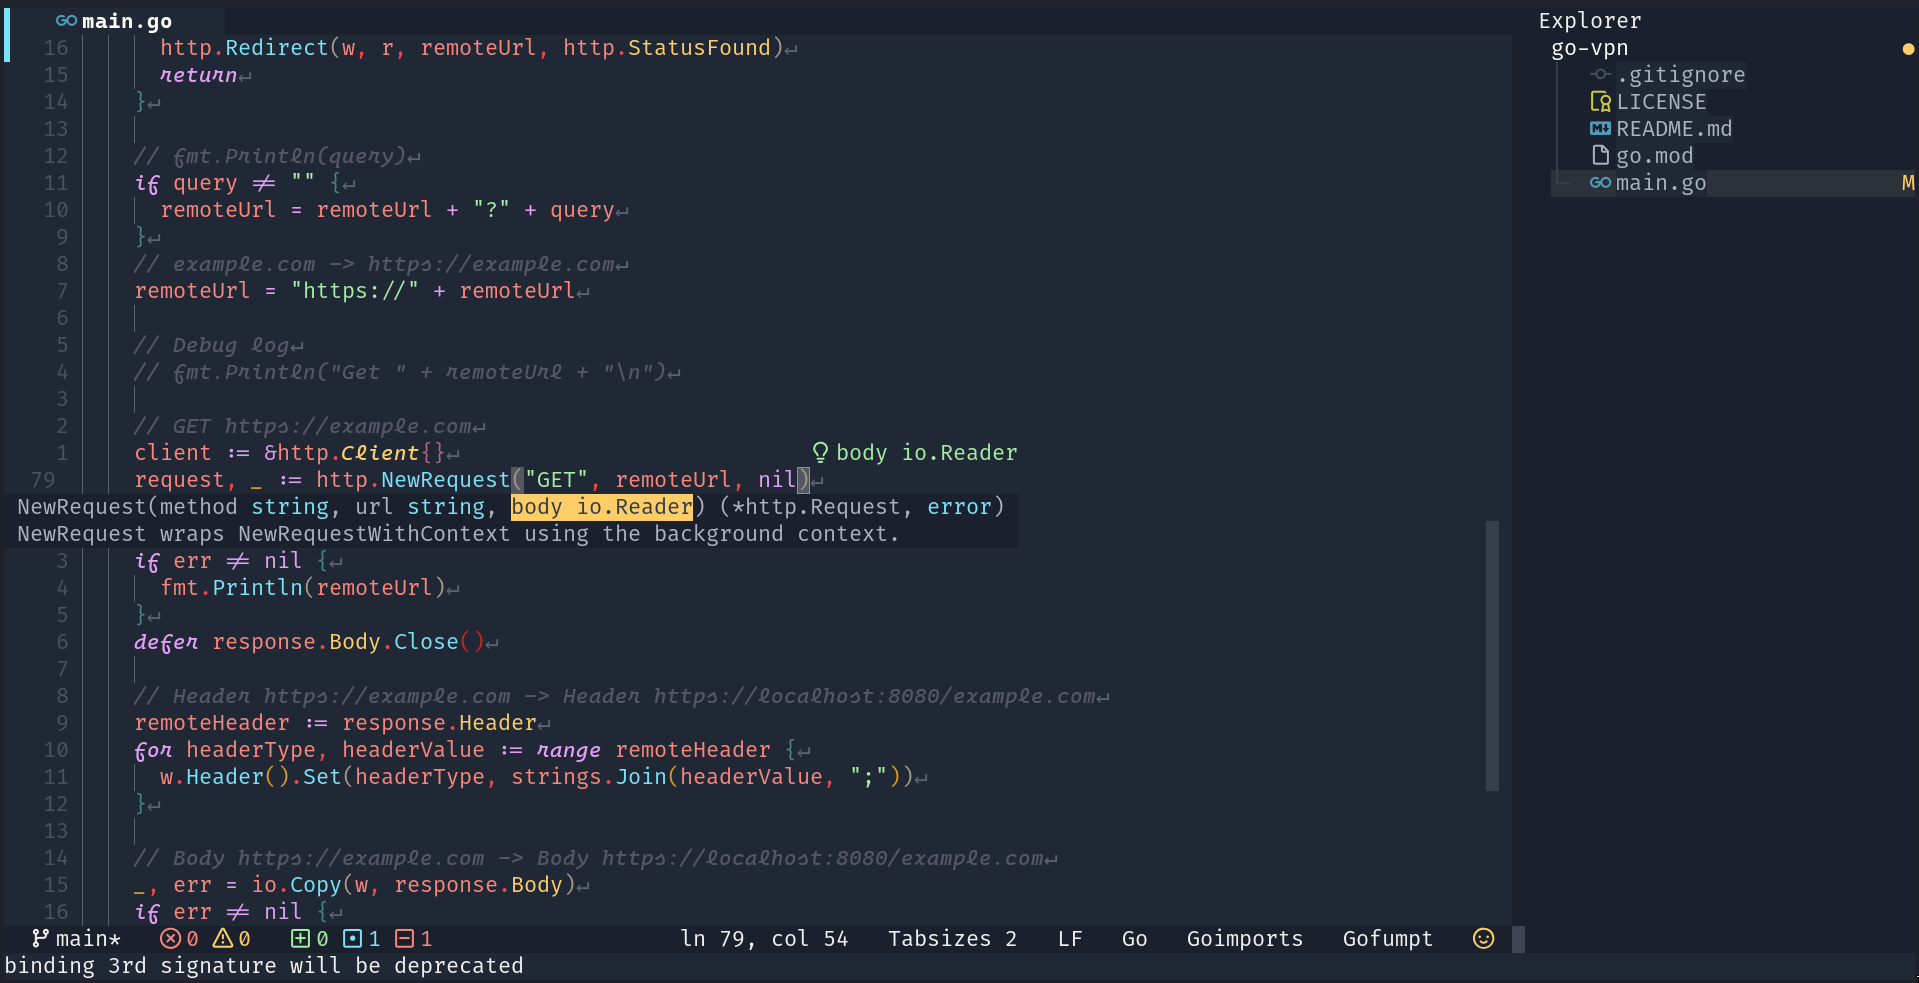 main.go
16 http.Redirect(w, r, remoteUrl, http.StatusFound)↵
15 return↵
14 }↵
13
12 // fmt.Println(query)↵
11 if query != "" {↵
10 remoteUrl = remoteUrl + "?" + query↵
9 }↵
8 // example.com -> https://example.com↵
7 remoteUrl = "https://" + remoteUrl↵
6
5 // Debug log↵
4 // fmt.Println("Get " + remoteUrl + "\n")↵
3
2 // GET https://example.com↵
1 client := &http.Client{}↵ body io.Reader
79 request, _ := http.NewRequest("GET", remoteUrl, nil)↵
NewRequest(method string, url string, body io.Reader) (*http.Request, error)
NewRequest wraps NewRequestWithContext using the background context.
3 if err != nil {↵
4 fmt.Println(remoteUrl)↵
5 }↵
6 defer response.Body.Close()↵
7
8 // Header https://example.com -> Header https://localhost:8080/example.com↵
9 remoteHeader := response.Header↵
10 for headerType, headerValue := range remoteHeader {↵
11 w.Header().Set(headerType, strings.Join(headerValue, ";"))↵
12 }↵
13
14 // Body https://example.com -> Body https://localhost:8080/example.com↵
15 _, err = io.Copy(w, response.Body)↵
16 if err != nil {↵
main* 0 0 0 1 1 ln 79, col 54 Tabsizes 2 LF Go Goimports Gofumpt
binding 3rd signature will be deprecated
Explorer
go-vpn
.gitignore
LICENSE
README.md
go.mod
main.go M